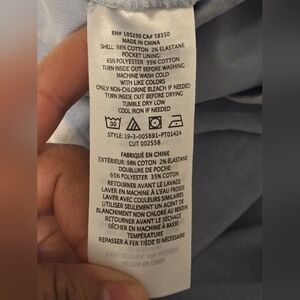 RN# 105230 CA# 58350
MADE IN CHINA
SHELL: 98% COTTON 2% ELASTANE
POCKET LINING:
65% POLYESTER 35% COTTON
TURN INSIDE OUT BEFORE WASHING
MACHINE WASH COLD
WITH LIKE COLORS
ONLY NON-CHLORINE BLEACH IF NEEDED
TURN INSIDE OUT BEFORE DRYING
TUMBLE DRY LOW
COOL IRON IF NEEDED
30
STYLE: 19-3-005891-PT01424
CUT 002558
FABRIQUÉ EN CHINE
EXTÉRIEUR: 98% COTON 2% ÉLASTHANE
DOUBLURE DE POCHE:
65% POLYESTER 35% COTON
RETOURNER AVANT LE LAVAGE
LAVER EN MACHINE À L'EAU FROIDE
LAVER AVEC COULEURS SIMILAIRES
UTILISER SEULEMENT UN AGENT DE
BLANCHIMENT NON CHLORÉ AU BESOIN
RETOURNER AVANT LE SÉCHAGE
SÉCHER EN MACHINE À BASSE
TEMPÉRATURE
REPASSER À FER TIÈDE SI NÉCESSAIRE